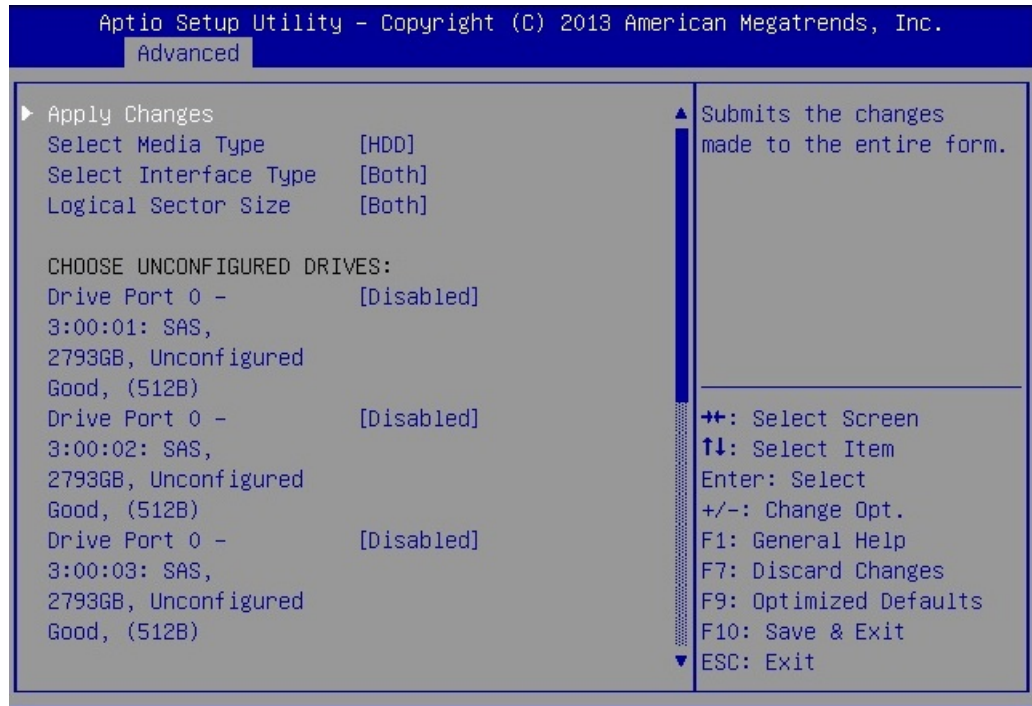 Aptio Setup Utility – Copyright (C) 2013 American Megatrends, Inc.
Advanced
Apply Changes
Select Media Type [HDD]
Select Interface Type [Both]
Logical Sector Size [Both]
CHOOSE UNCONFIGURED DRIVES:
Drive Port 0 – [Disabled]
3:00:01: SAS,
2793GB, Unconfigured
Good, (512B)
Drive Port 0 – [Disabled]
3:00:02: SAS,
2793GB, Unconfigured
Good, (512B)
Drive Port 0 – [Disabled]
3:00:03: SAS,
2793GB, Unconfigured
Good, (512B)
Submits the changes
made to the entire form.
→←: Select Screen
↑↓: Select Item
Enter: Select
+/-: Change Opt.
F1: General Help
F7: Discard Changes
F9: Optimized Defaults
F10: Save & Exit
ESC: Exit